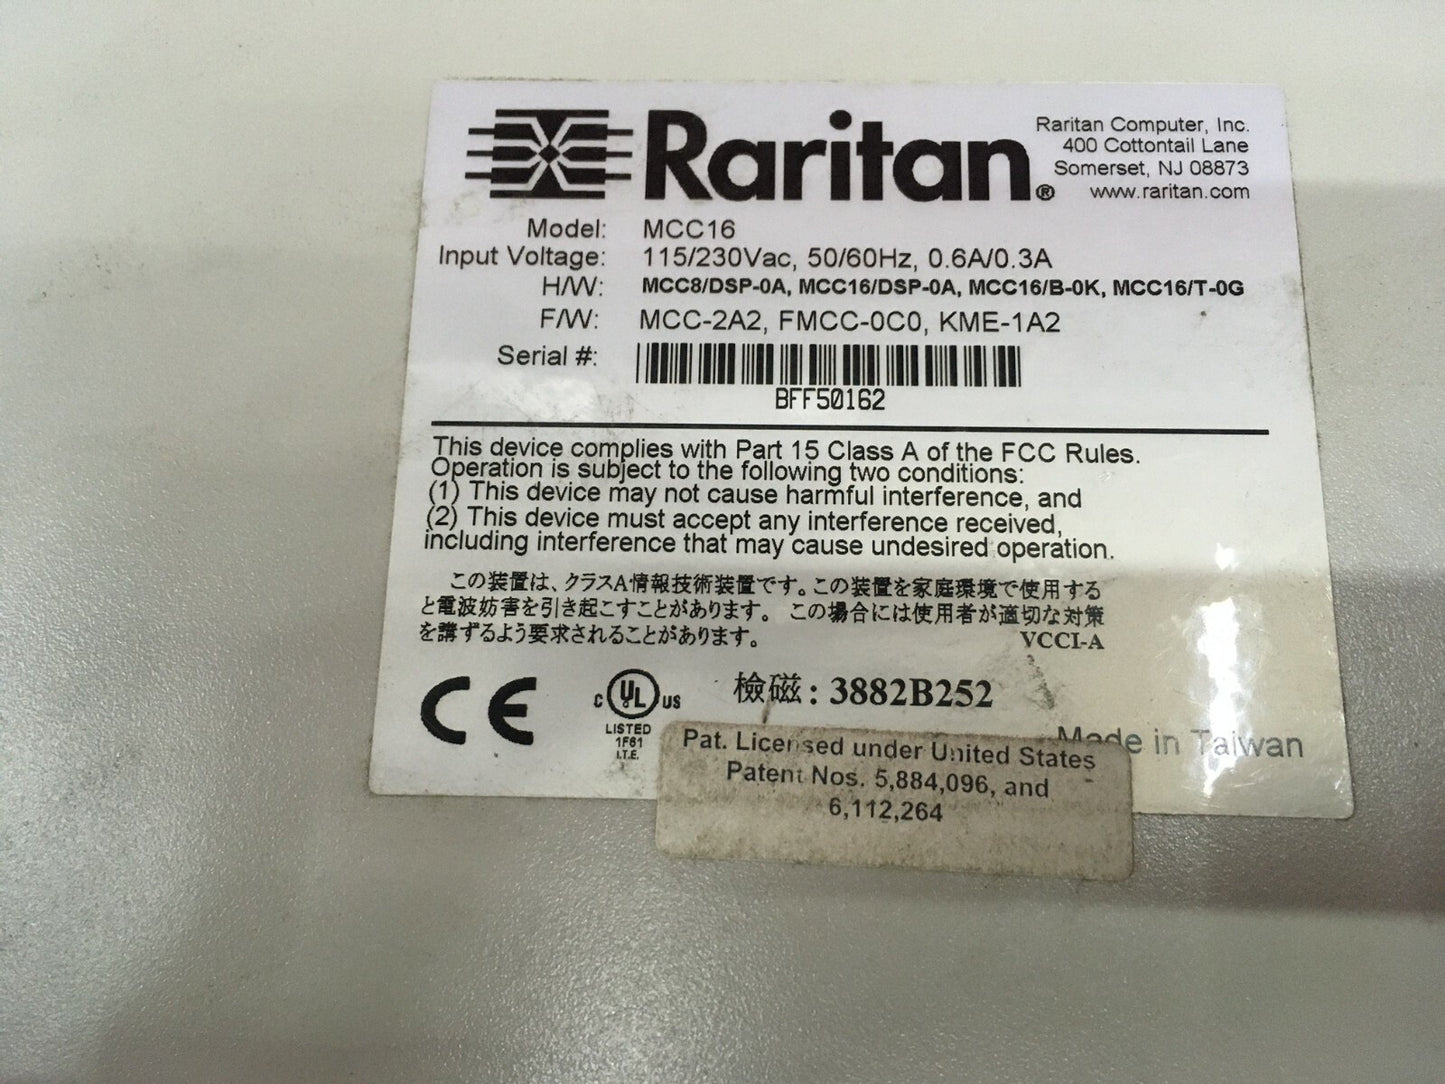 Raritan®
Raritan Computer, Inc.
400 Cottontail Lane
Somerset, NJ 08873
www.raritan.com
Model: MCC16
Input Voltage: 115/230Vac, 50/60Hz, 0.6A/0.3A
H/W: MCC8/DSP-0A, MCC16/DSP-0A, MCC16/B-0K, MCC16/T-0G
F/W: MCC-2A2, FMCC-0C0, KME-1A2
Serial #:
BFF50162
This device complies with Part 15 Class A of the FCC Rules.
Operation is subject to the following two conditions:
(1) This device may not cause harmful interference, and
(2) This device must accept any interference received,
including interference that may cause undesired operation.
この装置は、クラスA情報技術装置です。この装置を家庭環境で使用する
と電波妨害を引き起こすことがあります。この場合には使用者が適切な対策
を講ずるよう要求されることがあります。 VCCI-A
CE
C UL US
LISTED
1F61
I.T.E.
檢磁: 3882B252
Made in Taiwan
Pat. Licensed under United States
Patent Nos. 5,884,096, and
6,112,264